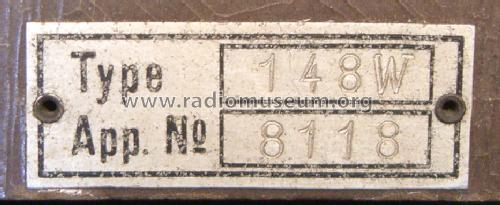 Type 148W
www.radiomuseum.org
App. № 8118